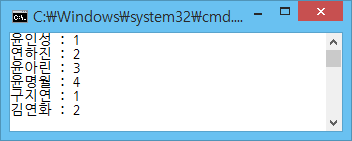 C:₩Windows₩system32₩cmd....
윤인성 : 1
연하진 : 2
윤아린 : 3
윤명월 : 4
구지연 : 1
김연화 : 2